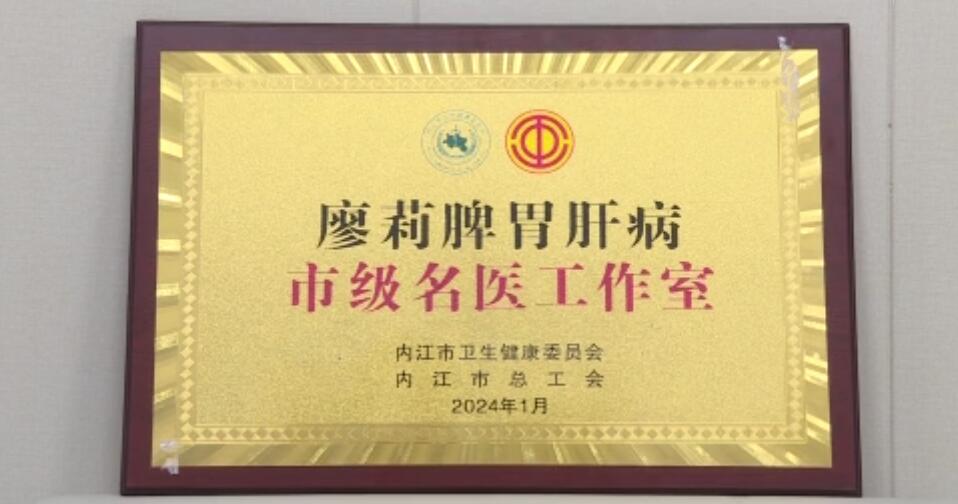 廖莉脾胃肝病
市级名医工作室
内江市卫生健康委员会
内江市总工会
2024年1月